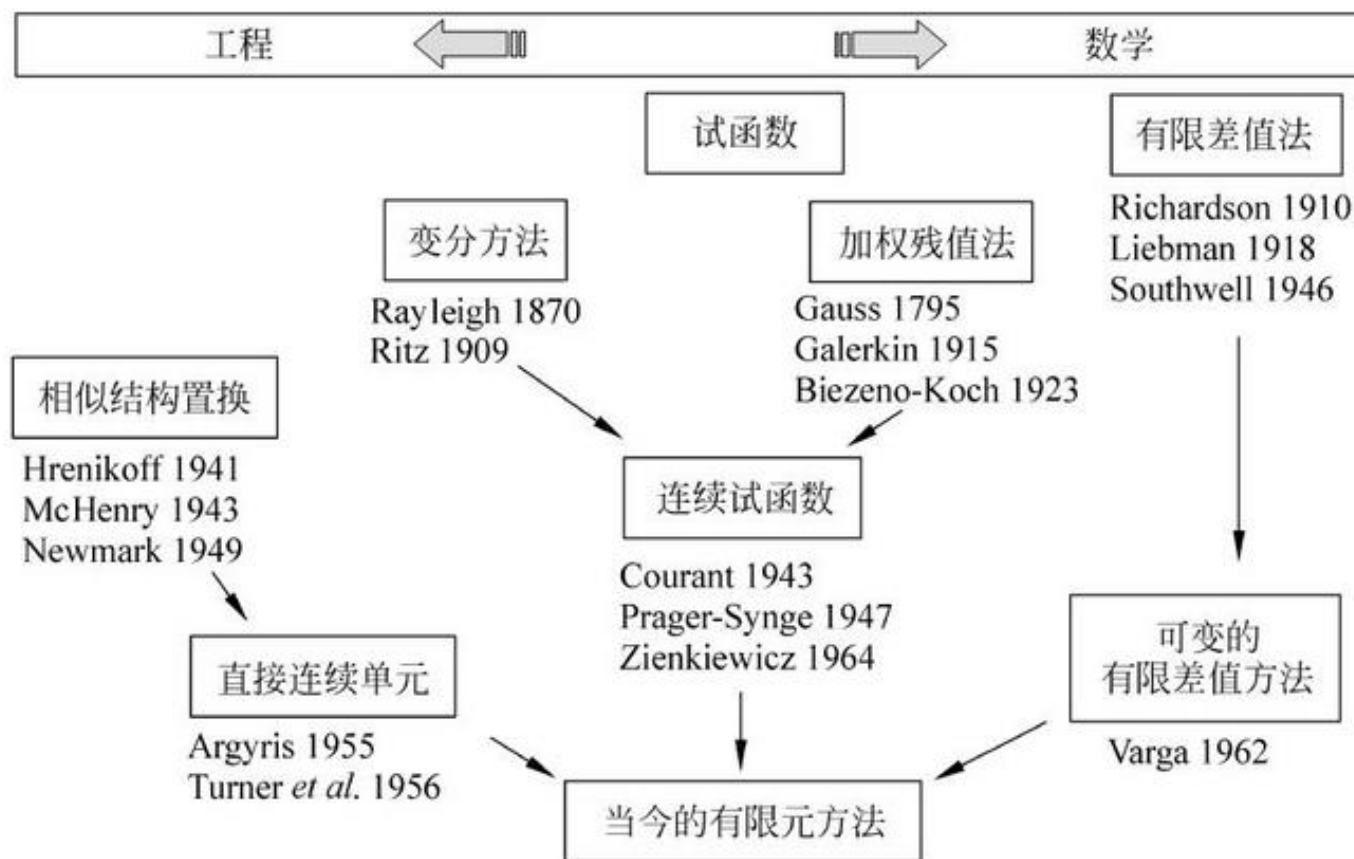 工程
数学
试函数
有限差值法
Richardson 1910
Liebman 1918
Southwell 1946
变分方法
Rayleigh 1870
Ritz 1909
加权残值法
Gauss 1795
Galerkin 1915
Biezeno-Koch 1923
相似结构置换
Hrenikoff 1941
McHenry 1943
Newmark 1949
连续试函数
Courant 1943
Prager-Synge 1947
Zienkiewicz 1964
直接连续单元
Argyris 1955
Turner et al. 1956
可变的
有限差值方法
Varga 1962
当今的有限元方法